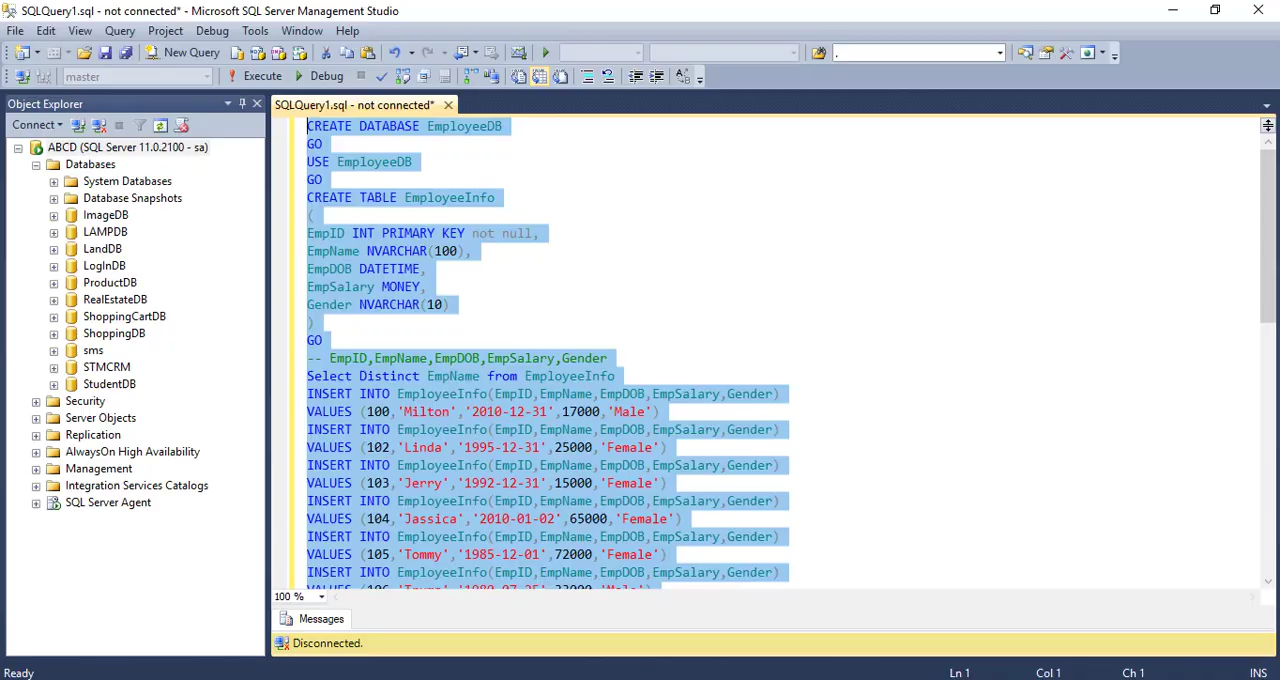 SQLQuery1.sql - not connected* - Microsoft SQL Server Management Studio
File Edit View Query Project Debug Tools Window Help
New Query .
master Execute Debug
Object Explorer
Connect
ABCD (SQL Server 11.0.2100 - sa)
Databases
System Databases
Database Snapshots
ImageDB
LAMPDB
LandDB
LogInDB
ProductDB
RealEstateDB
ShoppingCartDB
ShoppingDB
sms
STMCRM
StudentDB
Security
Server Objects
Replication
AlwaysOn High Availability
Management
Integration Services Catalogs
SQL Server Agent
SQLQuery1.sql - not connected*
CREATE DATABASE EmployeeDB
GO
USE EmployeeDB
GO
CREATE TABLE EmployeeInfo
(
EmpID INT PRIMARY KEY not null,
EmpName NVARCHAR(100),
EmpDOB DATETIME,
EmpSalary MONEY,
Gender NVARCHAR(10)
)
GO
-- EmpID,EmpName,EmpDOB,EmpSalary,Gender
Select Distinct EmpName from EmployeeInfo
INSERT INTO EmployeeInfo(EmpID,EmpName,EmpDOB,EmpSalary,Gender)
VALUES (100,'Milton','2010-12-31',17000,'Male')
INSERT INTO EmployeeInfo(EmpID,EmpName,EmpDOB,EmpSalary,Gender)
VALUES (102,'Linda','1995-12-31',25000,'Female')
INSERT INTO EmployeeInfo(EmpID,EmpName,EmpDOB,EmpSalary,Gender)
VALUES (103,'Jerry','1992-12-31',15000,'Female')
INSERT INTO EmployeeInfo(EmpID,EmpName,EmpDOB,EmpSalary,Gender)
VALUES (104,'Jassica','2010-01-02',65000,'Female')
INSERT INTO EmployeeInfo(EmpID,EmpName,EmpDOB,EmpSalary,Gender)
VALUES (105,'Tommy','1985-12-01',72000,'Female')
INSERT INTO EmployeeInfo(EmpID,EmpName,EmpDOB,EmpSalary,Gender)
100 %
Messages
Disconnected.
Ready Ln 1 Col 1 Ch 1 INS